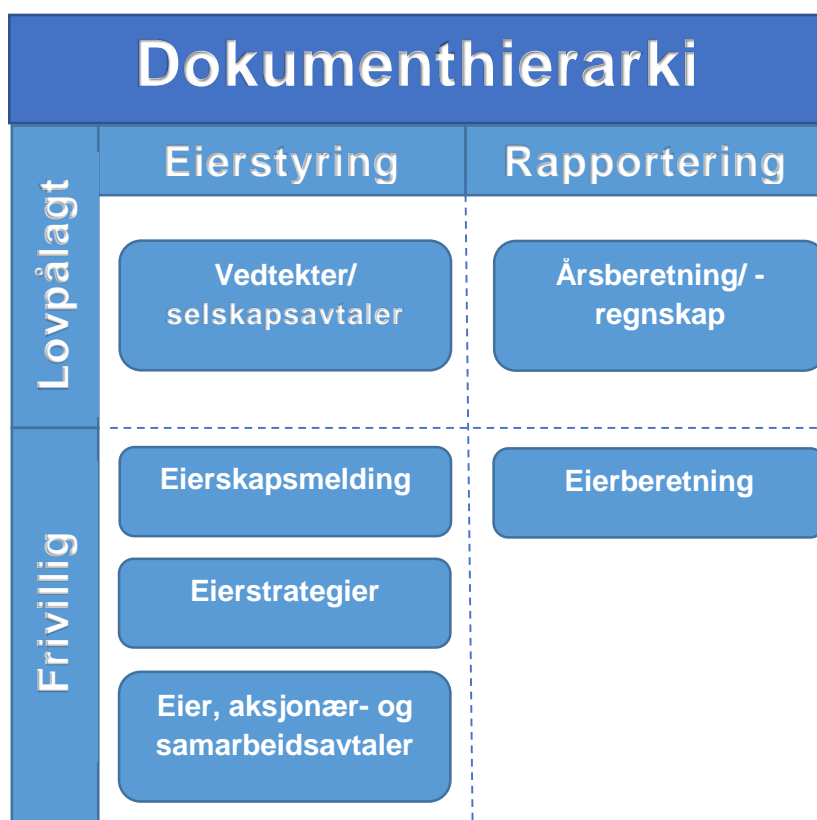 Dokumenthierarki
Eierstyring
Rapportering
Lovpålagt
Vedtekter/
selskapsavtaler
Årsberetning/ -
regnskap
Frivillig
Eierskapsmelding
Eierberetning
Eierstrategier
Eier, aksjonær- og
samarbeidsavtaler